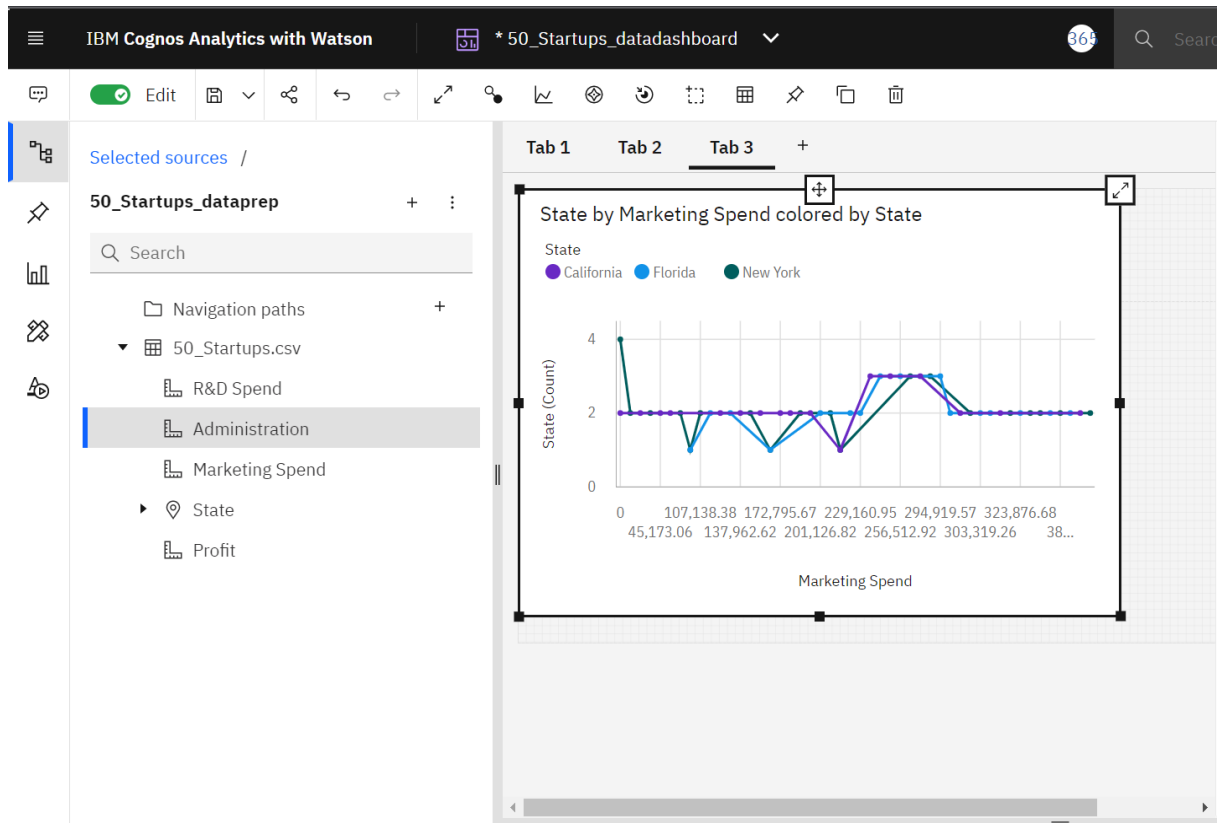 IBM Cognos Analytics with Watson
* 50_Startups_datadashboard
365
Edit
Selected sources /
50_Startups_dataprep
Search
Navigation paths
50_Startups.csv
R&D Spend
Administration
Marketing Spend
State
Profit
Tab 1 Tab 2 Tab 3
State by Marketing Spend colored by State
State
California Florida New York
4
2
0
State (Count)
0 107,138.38 172,795.67 229,160.95 294,919.57 323,876.68
45,173.06 137,962.62 201,126.82 256,512.92 303,319.26 38...
Marketing Spend